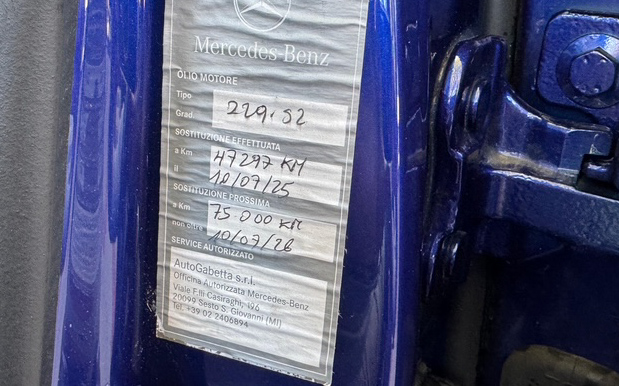 Mercedes-Benz
OLIO MOTORE
Tipo
Grad 229.52
SOSTITUZIONE EFFETTUATA
a Km 47297 KM
il 10/07/25
SOSTITUZIONE PROSSIMA
a Km 75 000 KM
non oltre 10/07/26
SERVICE AUTORIZZATO
AutoGabetta s.r.l.
Officina Autorizzata Mercedes-Benz
Viale F.lli Casiraghi, 196
20099 Sesto S. Giovanni (MI)
Tel. +39 02 2406894